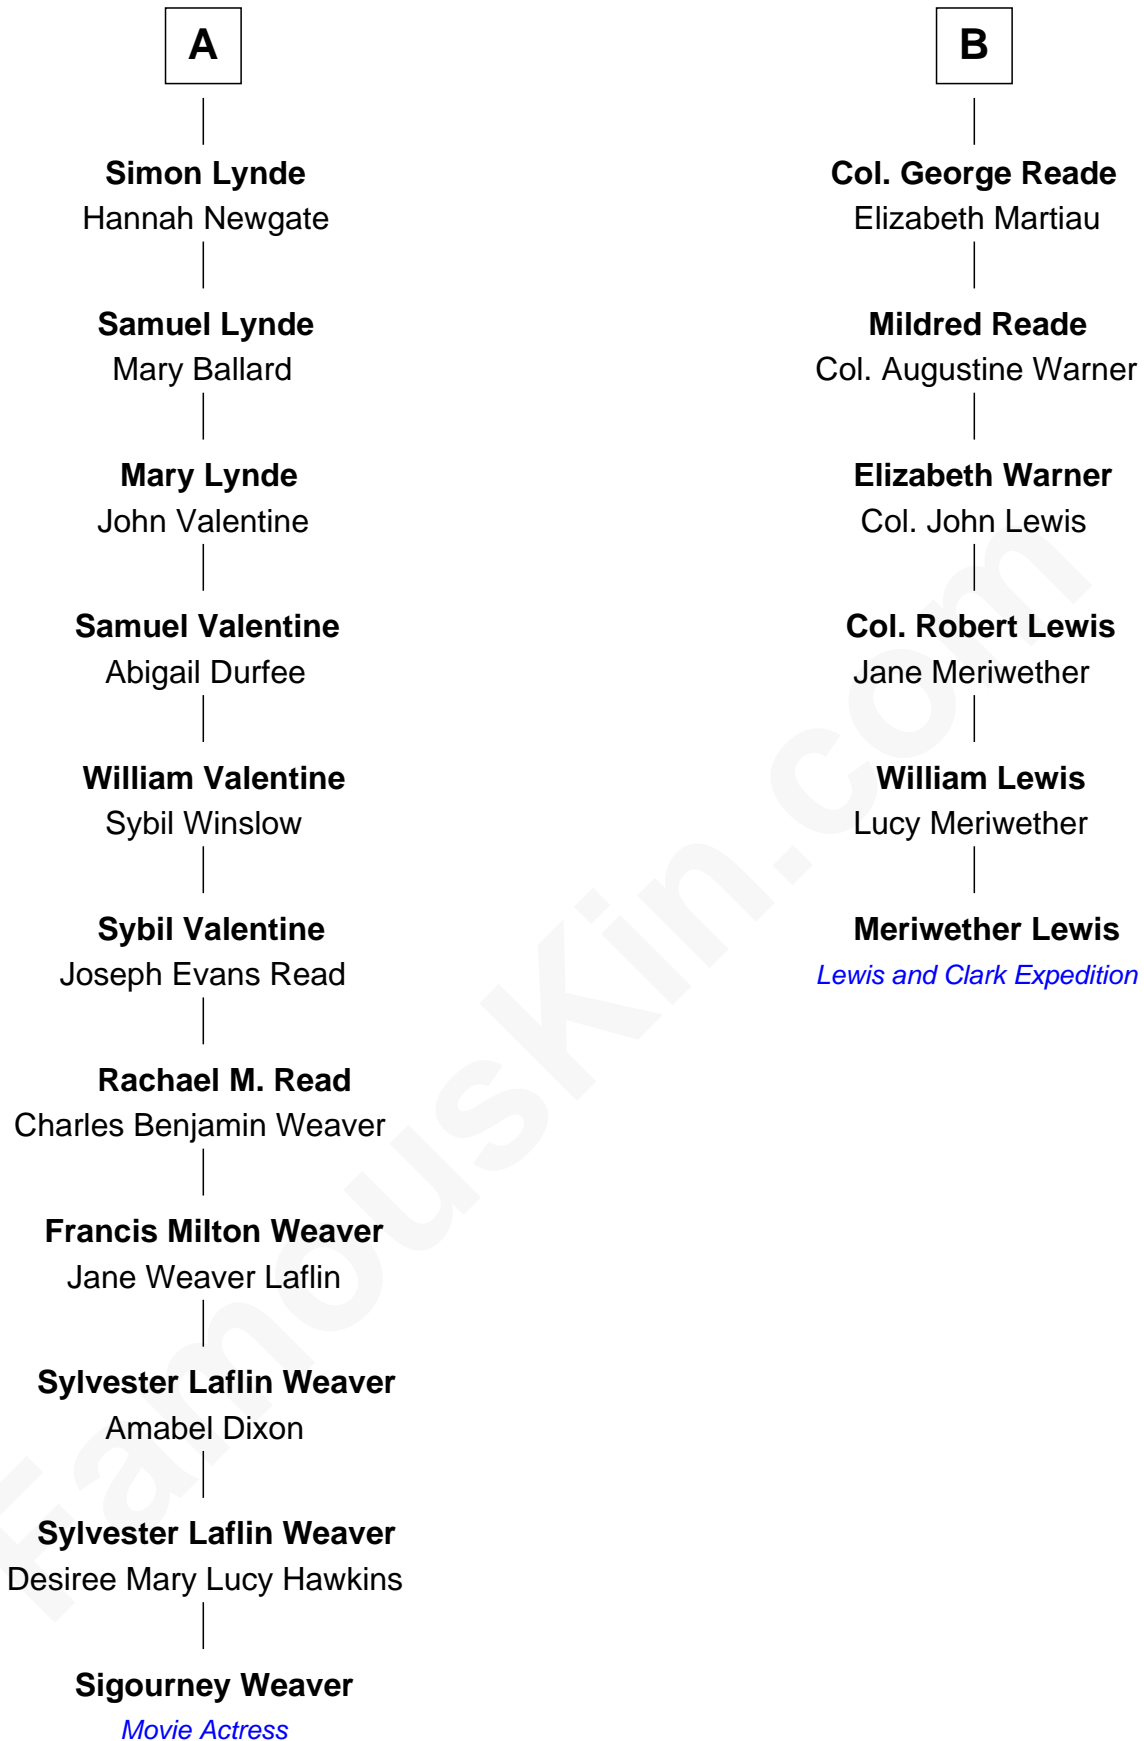 A
Simon Lynde
Hannah Newgate
Samuel Lynde
Mary Ballard
Mary Lynde
John Valentine
Samuel Valentine
Abigail Durfee
William Valentine
Sybil Winslow
Sybil Valentine
Joseph Evans Read
Rachael M. Read
Charles Benjamin Weaver
Francis Milton Weaver
Jane Weaver Laflin
Sylvester Laflin Weaver
Amabel Dixon
Sylvester Laflin Weaver
Desiree Mary Lucy Hawkins
Sigourney Weaver
Movie Actress
B
Col. George Reade
Elizabeth Martiau
Mildred Reade
Col. Augustine Warner
Elizabeth Warner
Col. John Lewis
Col. Robert Lewis
Jane Meriwether
William Lewis
Lucy Meriwether
Meriwether Lewis
Lewis and Clark Expedition
FamousKin.com